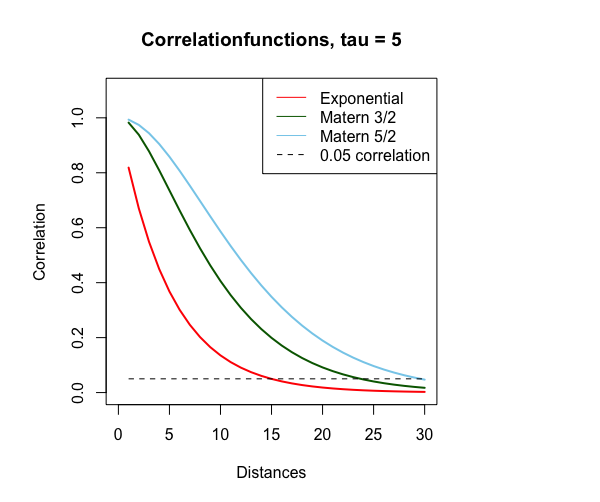 Correlationfunctions, tau = 5
Exponential
Matern 3/2
Matern 5/2
0.05 correlation
Correlation
1.0
0.8
0.6
0.4
0.2
0.0
0 5 10 15 20 25 30
Distances